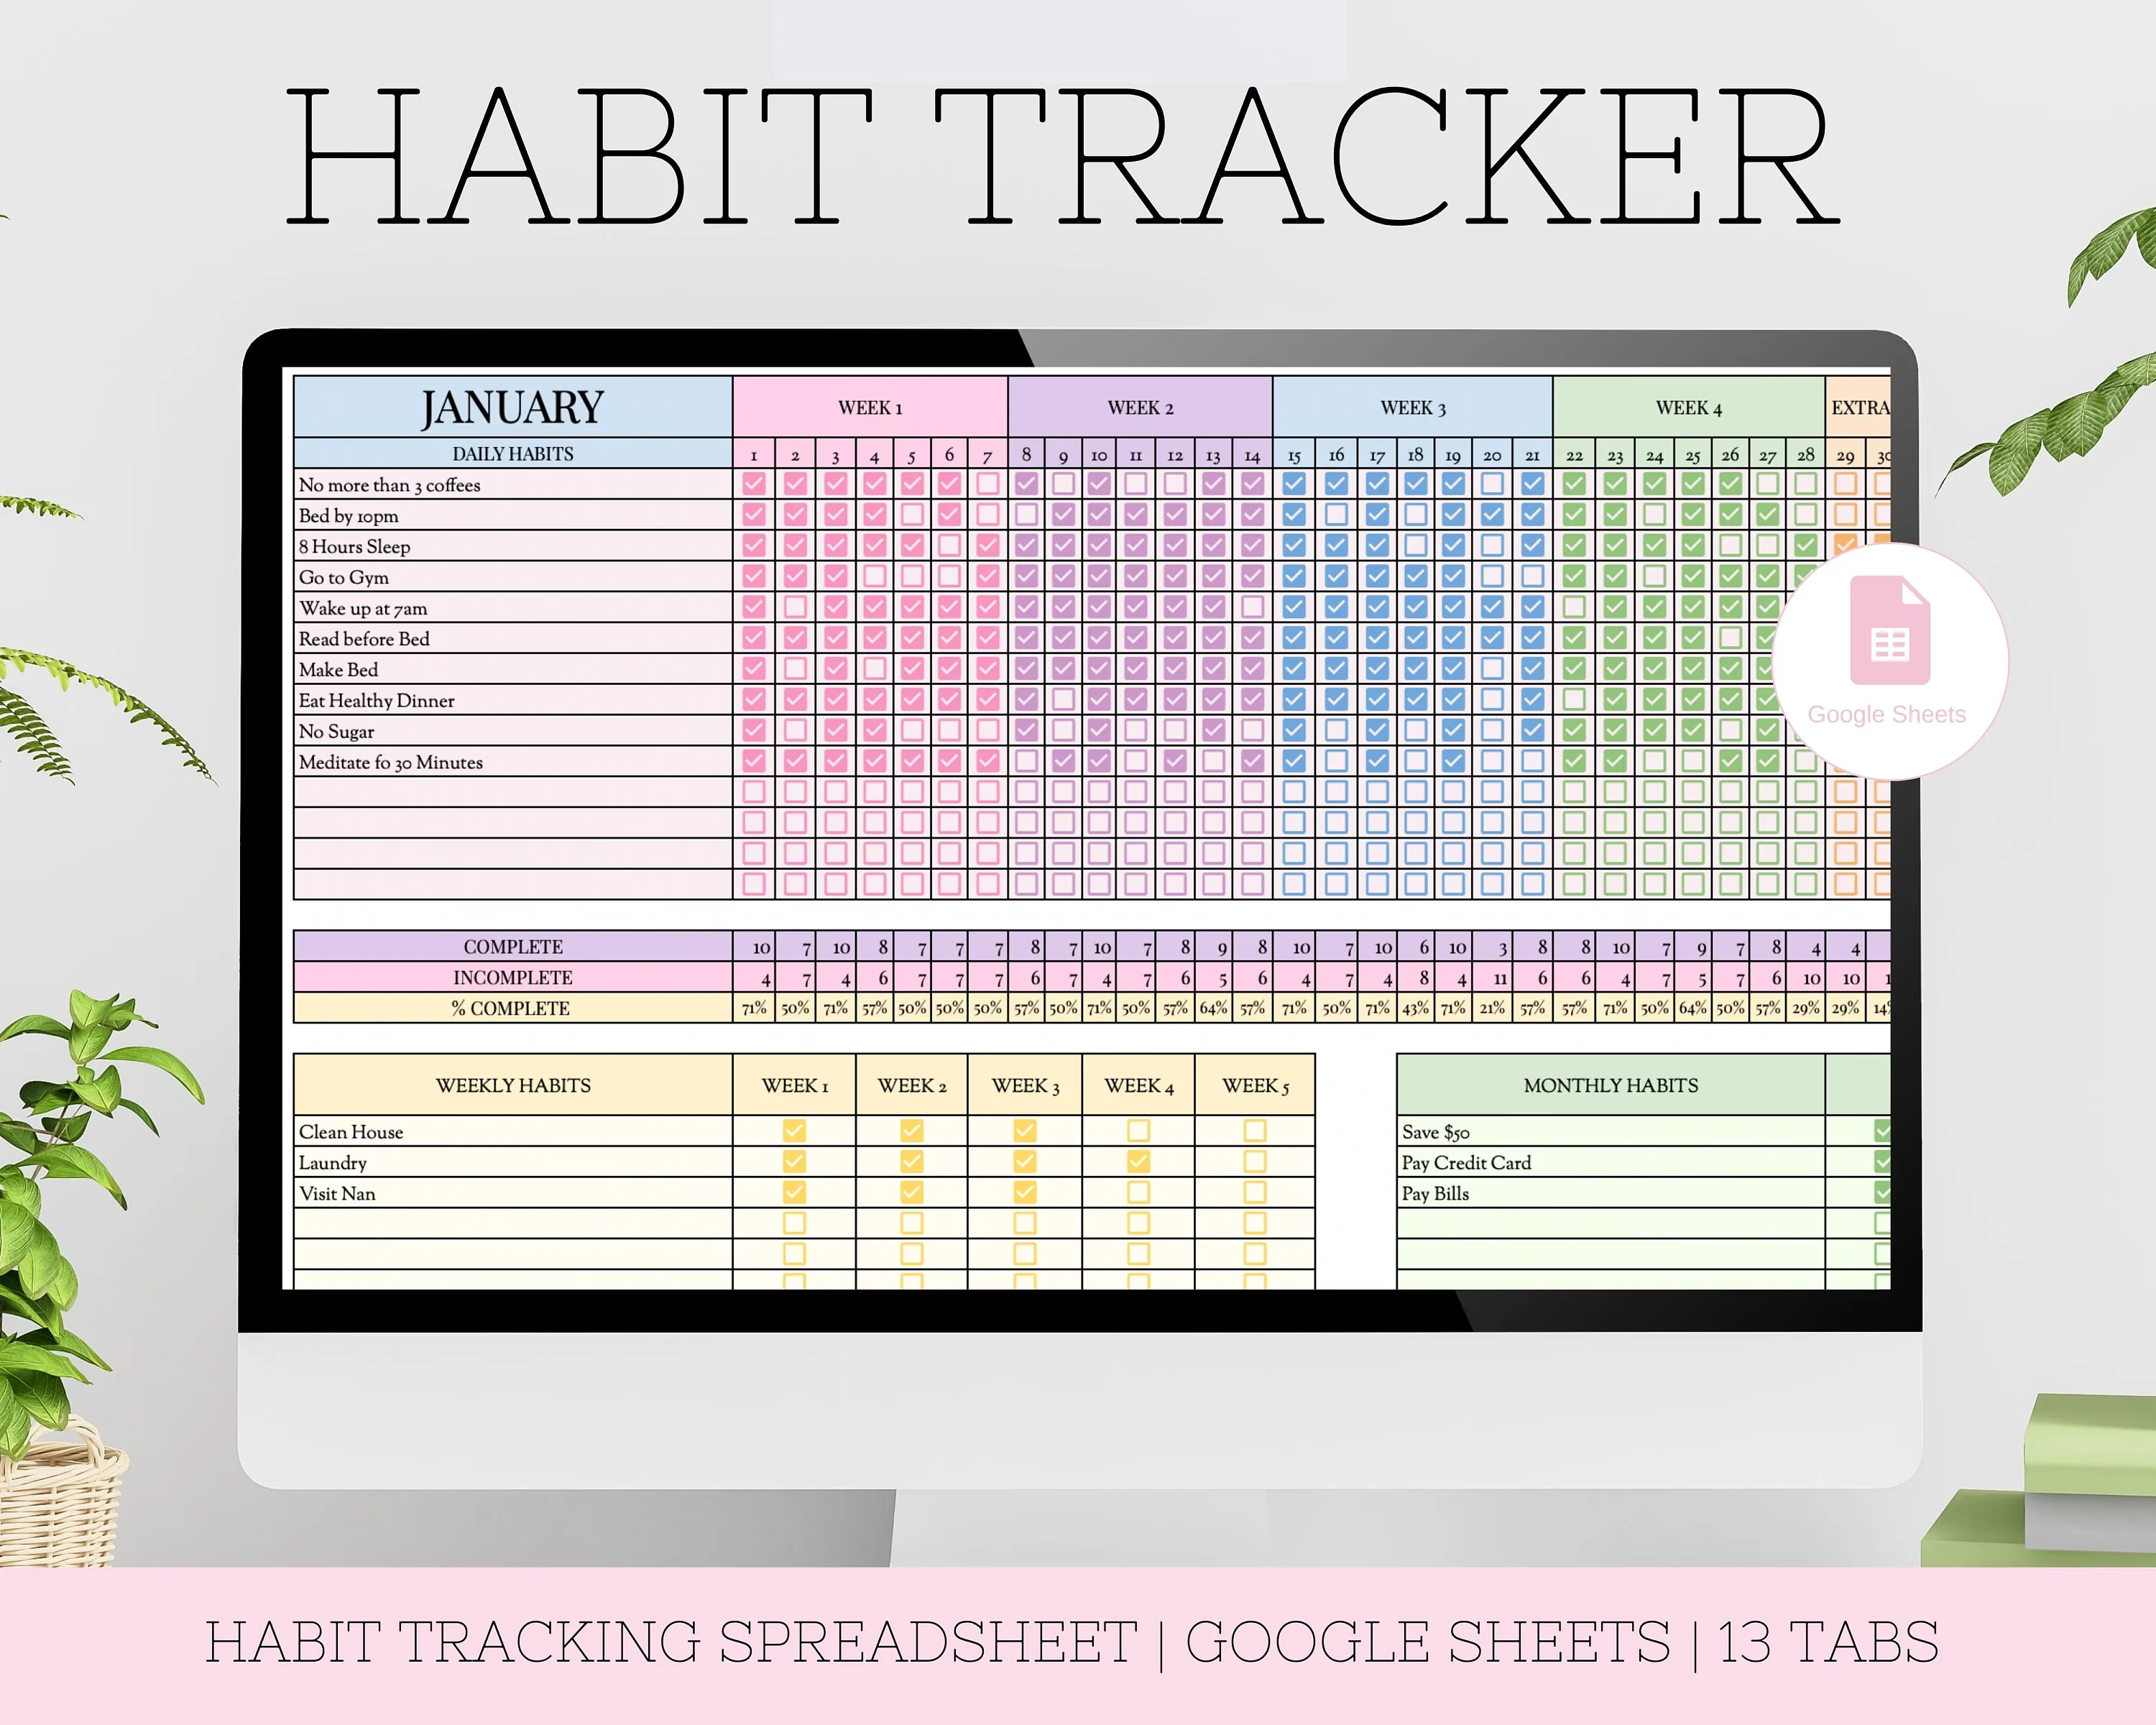 HABIT TRACKER
JANUARY WEEK 1 WEEK 2 WEEK 3 WEEK 4 EXTRA
DAILY HABITS 1 2 3 4 5 6 7 8 9 10 11 12 13 14 15 16 17 18 19 20 21 22 23 24 25 26 27 28 29 30
No more than 3 coffees
Bed by 10pm
8 Hours Sleep
Go to Gym
Wake up at 7am
Read before Bed
Make Bed
Eat Healthy Dinner
No Sugar
Meditate fo 30 Minutes
Google Sheets
COMPLETE 10 7 10 8 7 7 7 8 7 10 7 8 9 8 10 7 10 6 10 3 8 8 10 7 9 7 8 4 4
INCOMPLETE 4 7 4 6 7 7 7 6 7 4 7 6 5 6 4 7 4 8 4 11 6 6 4 7 5 7 6 10 10 1
% COMPLETE 71% 50% 71% 57% 50% 50% 50% 57% 50% 71% 50% 57% 64% 57% 71% 50% 71% 43% 71% 21% 57% 57% 71% 50% 64% 50% 57% 29% 29% 14%
WEEKLY HABITS WEEK 1 WEEK 2 WEEK 3 WEEK 4 WEEK 5 MONTHLY HABITS
Clean House Save $50
Laundry Pay Credit Card
Visit Nan Pay Bills
HABIT TRACKING SPREADSHEET | GOOGLE SHEETS | 13 TABS